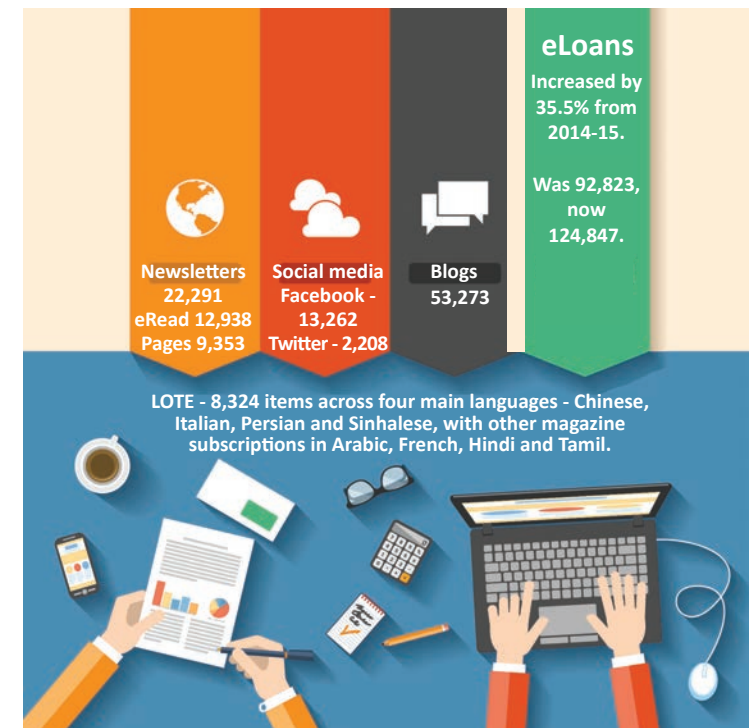 Newsletters
22,291
eRead 12,938
Pages 9,353
Social media
Facebook -
13,262
Twitter - 2,208
Blogs
53,273
eLoans
Increased by
35.5% from
2014-15.
Was 92,823,
now
124,847.
LOTE - 8,324 items across four main languages - Chinese,
Italian, Persian and Sinhalese, with other magazine
subscriptions in Arabic, French, Hindi and Tamil.